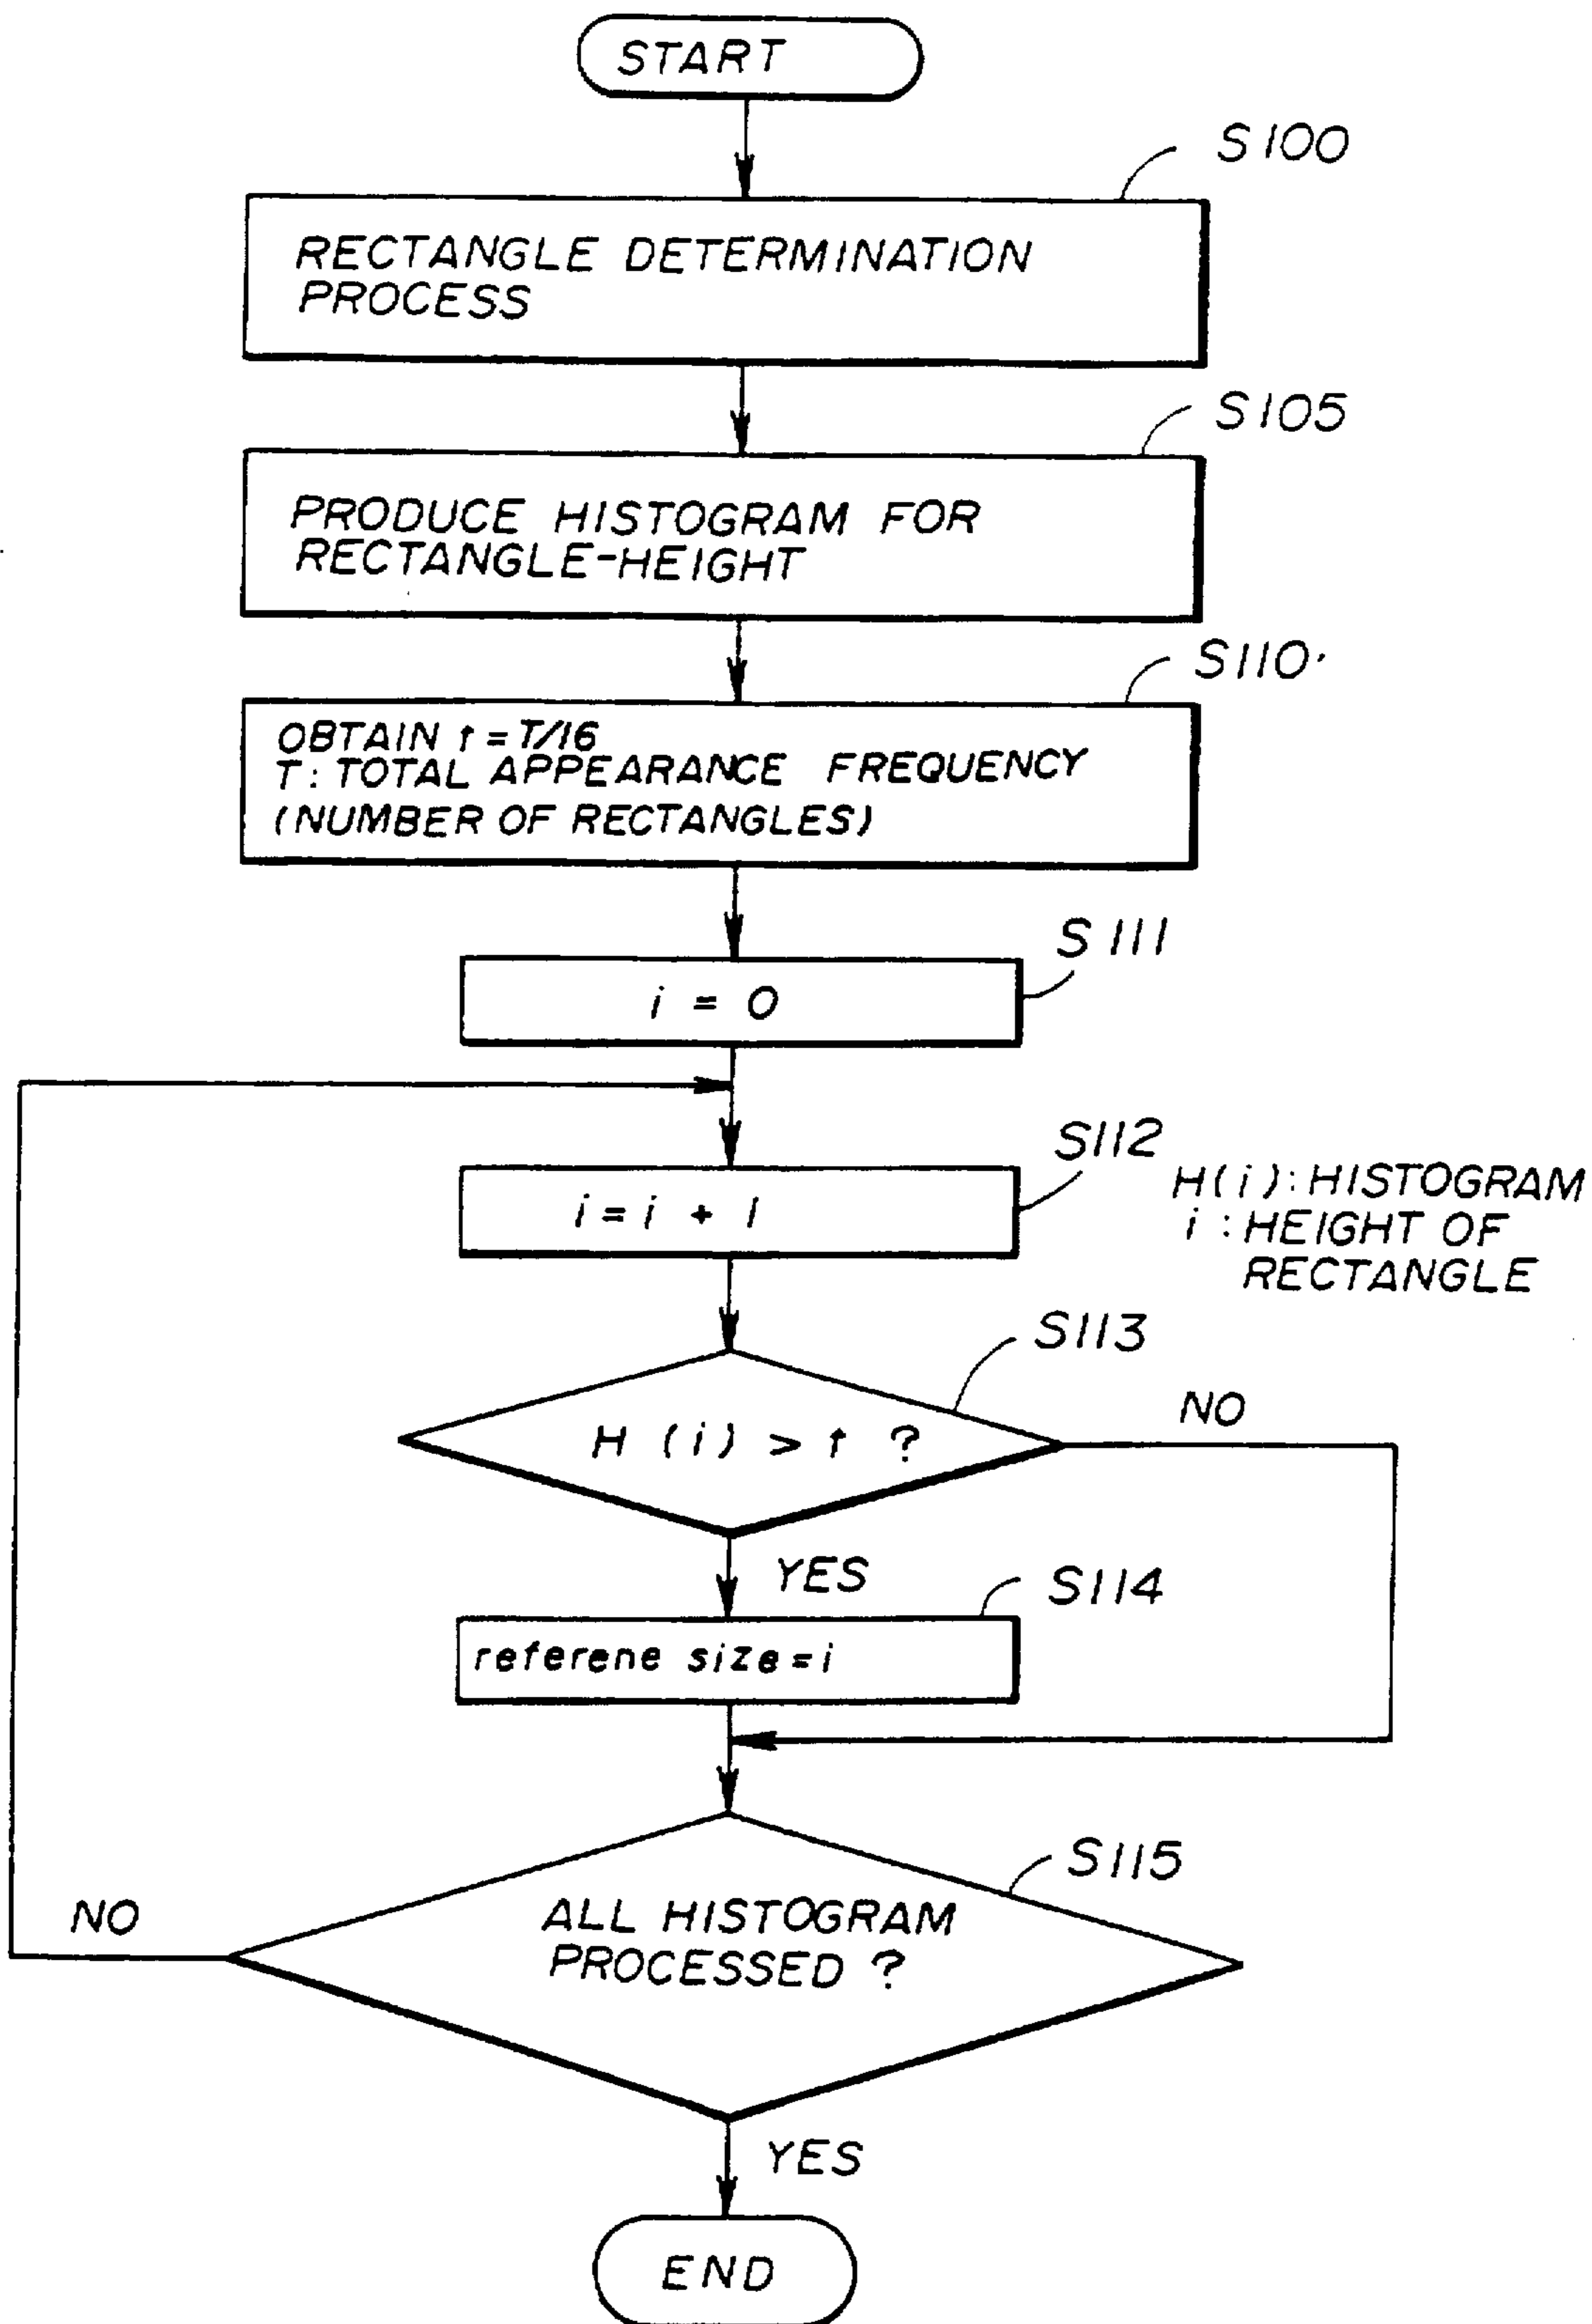 START
S100
RECTANGLE DETERMINATION
PROCESS
S105
PRODUCE HISTOGRAM FOR
RECTANGLE-HEIGHT
S110
OBTAIN t = T/16
T: TOTAL APPEARANCE FREQUENCY
(NUMBER OF RECTANGLES)
S111
i = 0
S112
i = i + 1
H(i): HISTOGRAM
i : HEIGHT OF
RECTANGLE
S113
H (i) > t ?
NO
YES
S114
referene size = i
S115
ALL HISTOGRAM
PROCESSED ?
NO
YES
END